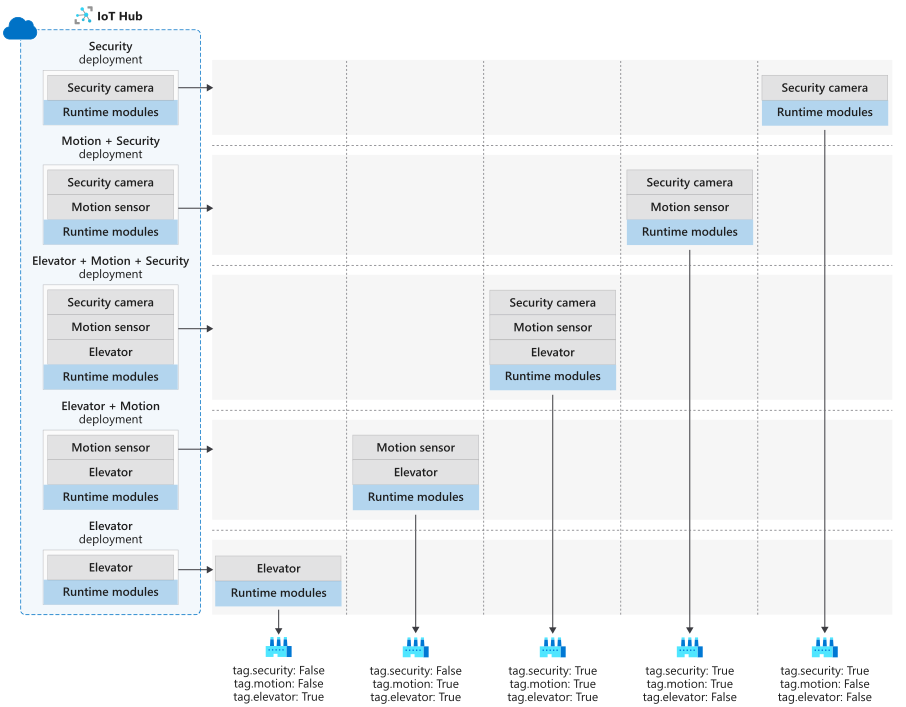 IoT Hub
Security
deployment
Security camera
Runtime modules
Security camera
Runtime modules
Motion + Security
deployment
Security camera
Motion sensor
Runtime modules
Security camera
Motion sensor
Runtime modules
Elevator + Motion + Security
deployment
Security camera
Motion sensor
Elevator
Runtime modules
Security camera
Motion sensor
Elevator
Runtime modules
Elevator + Motion
deployment
Motion sensor
Elevator
Runtime modules
Motion sensor
Elevator
Runtime modules
Elevator
deployment
Elevator
Runtime modules
Elevator
Runtime modules
tag.security: False
tag.motion: False
tag.elevator: True
tag.security: False
tag.motion: True
tag.elevator: True
tag.security: True
tag.motion: True
tag.elevator: True
tag.security: True
tag.motion: True
tag.elevator: False
tag.security: True
tag.motion: False
tag.elevator: False